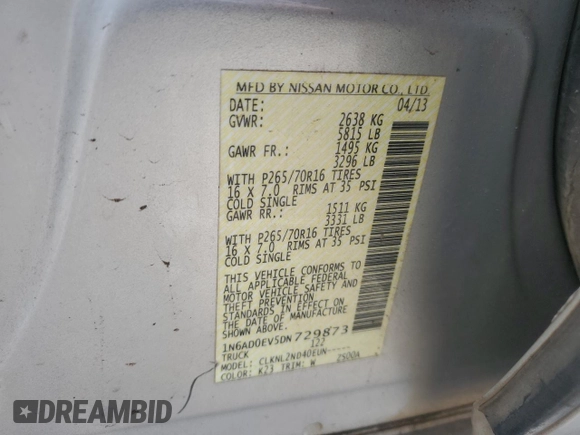 MFD BY NISSAN MOTOR CO., LTD.
DATE: 04/13
GVWR: 2638 KG
5815 LB
GAWR FR.: 1495 KG
3296 LB
WITH P265/70R16 TIRES
16 X 7.0 RIMS AT 35 PSI
COLD SINGLE
GAWR RR.: 1511 KG
3331 LB
WITH P265/70R16 TIRES
16 X 7.0 RIMS AT 35 PSI
COLD SINGLE
THIS VEHICLE CONFORMS TO
ALL APPLICABLE FEDERAL
MOTOR VEHICLE SAFETY AND
THEFT PREVENTION
STANDARDS IN EFFECT ON
THE DATE OF MANUFACTURE
SHOWN ABOVE.
1N6AD0EV5DN729873
TRUCK 122
MODEL: CLKNL2ND40EUN-----
COLOR: K23 TRIM: W 2500A
DREAMBID